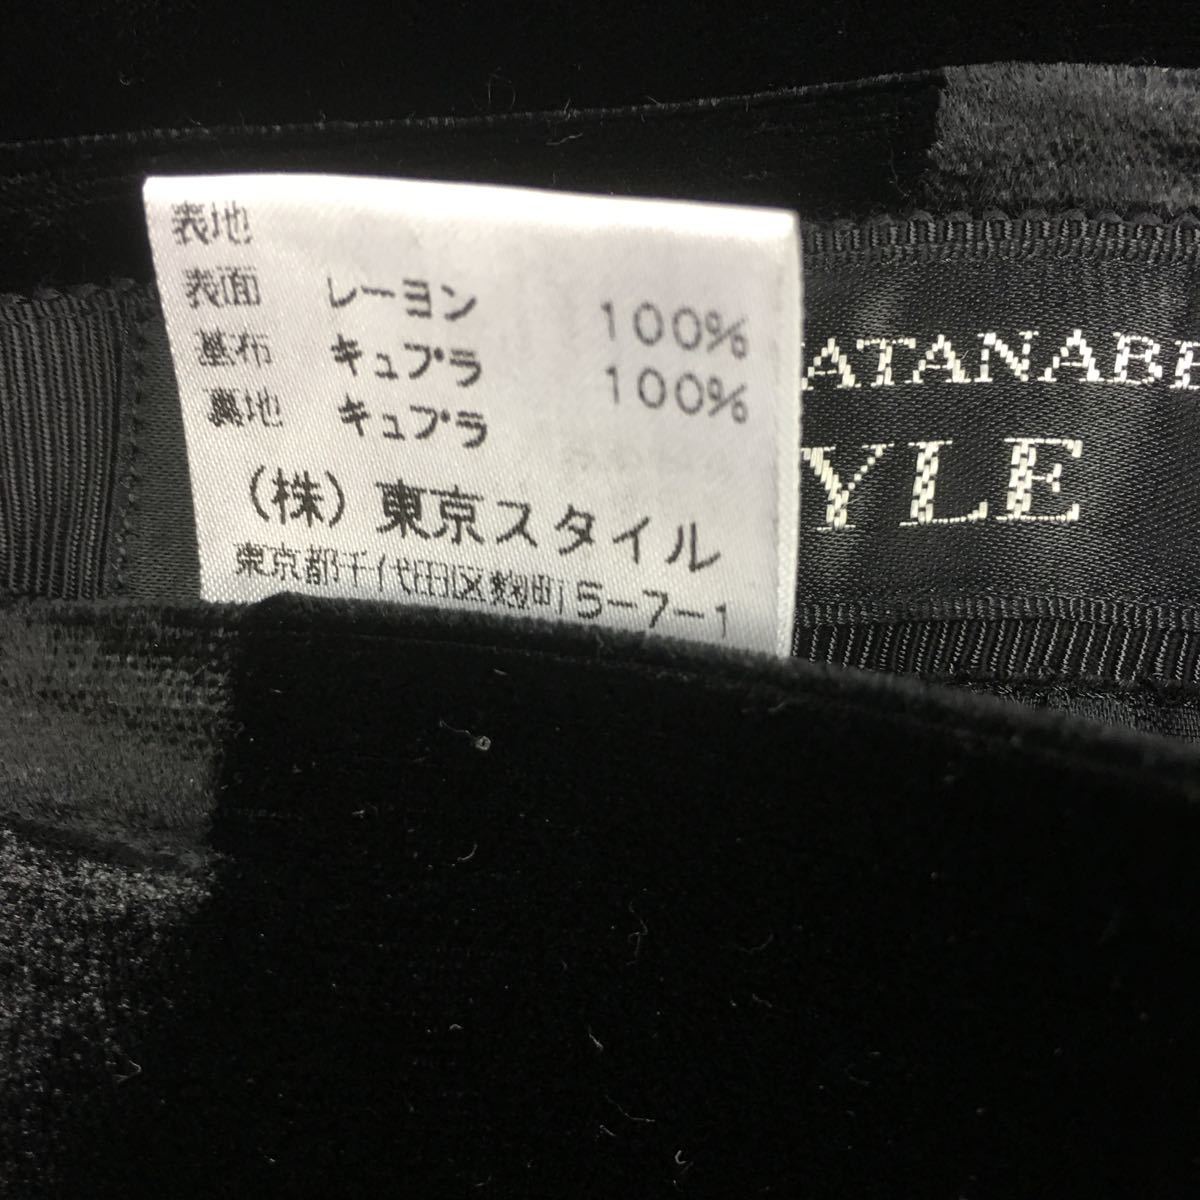 表地
表面 レーヨン 100%
基布 キュプラ 100%
裏地 キュプラ
(株)東京スタイル
東京都千代田区麹町5-7-1
ATANABE
YLE